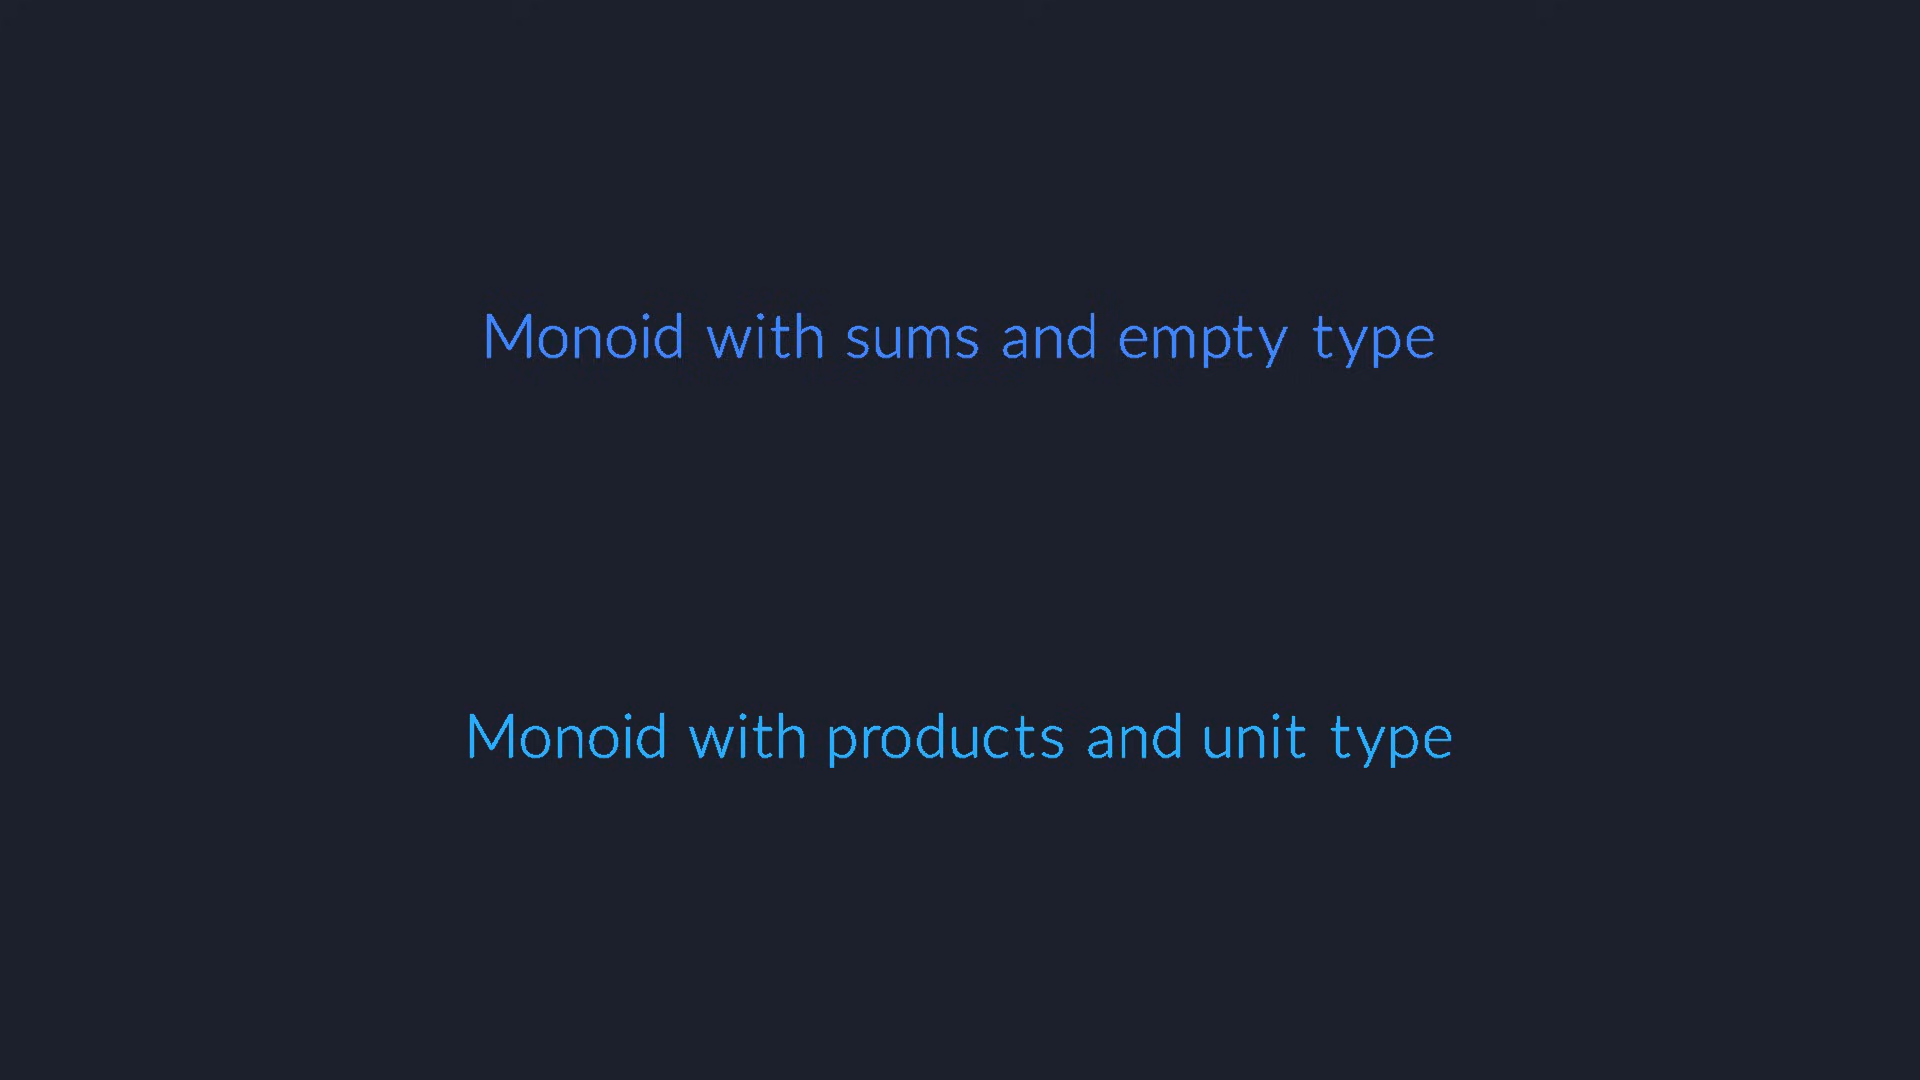 Monoid with sums and empty type
Monoid with products and unit type